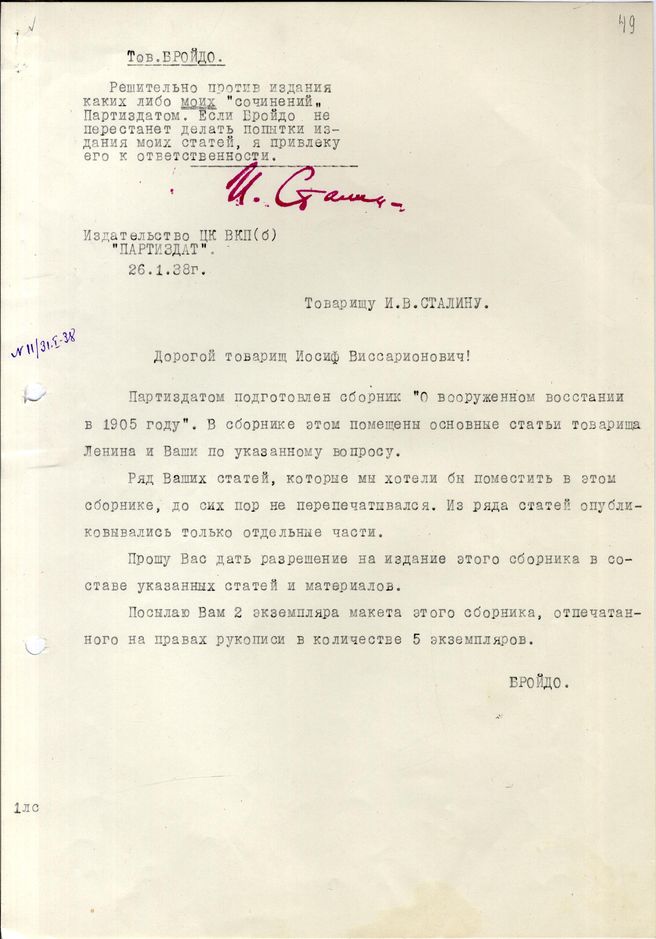 49
Тов.БРОЙДО.
Решительно против издания
каких либо моих "сочинений„
Партиздатом. Если Бройдо не
перестанет делать попытки из-
дания моих статей, я привлеку
его к ответственности.
И. Сталин
Издательство ЦК ВКП(б)
"ПАРТИЗДАТ".
26.1.38г.
Товарищу И.В.СТАЛИНУ.
N 11/31.I-38
Дорогой товарищ Иосиф Виссарионович!
Партиздатом подготовлен сборник "О вооруженном восстании
в 1905 году". В сборнике этом помещены основные статьи товарища
Ленина и Ваши по указанному вопросу.
Ряд Ваших статей, которые мы хотели бы поместить в этом
сборнике, до сих пор не перепечатывался. Из ряда статей опубли-
ковывались только отдельные части.
Прошу Вас дать разрешение на издание этого сборника в со-
ставе указанных статей и материалов.
Посылаю Вам 2 экземпляра макета этого сборника, отпечатан-
ного на правах рукописи в количестве 5 экземпляров.
БРОЙДО.
1лс